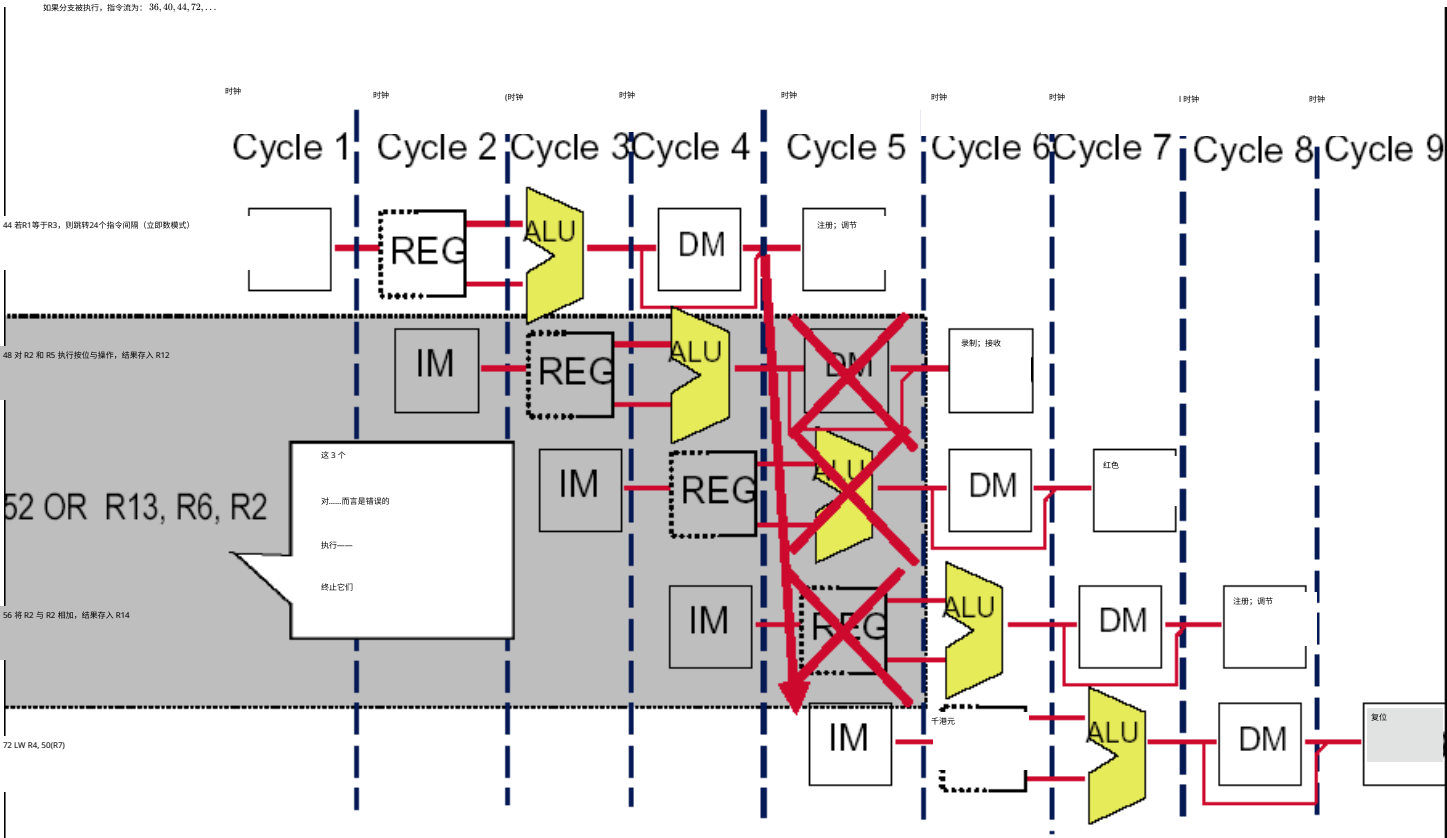 如果分支被执行，指令流为： 36, 40, 44, 72, . . .
时钟 时钟 (时钟 时钟 时钟 时钟 时钟 I 时钟 时钟
Cycle 1 Cycle 2 Cycle 3 Cycle 4 Cycle 5 Cycle 6 Cycle 7 Cycle 8 Cycle 9
44 若R1等于R3，则跳转24个指令间隔（立即数模式）
REG ALU DM 注册；调节
48 对 R2 和 R5 执行按位与操作，结果存入 R12
IM REG ALU DM 录制；接收
52 OR R13, R6, R2
IM REG ALU DM 红色
这 3 个
对……而言是错误的
执行——
终止它们
56 将 R2 与 R2 相加，结果存入 R14
IM REG ALU DM 注册；调节
72 LW R4, 50(R7)
IM 千港元 ALU DM 复位